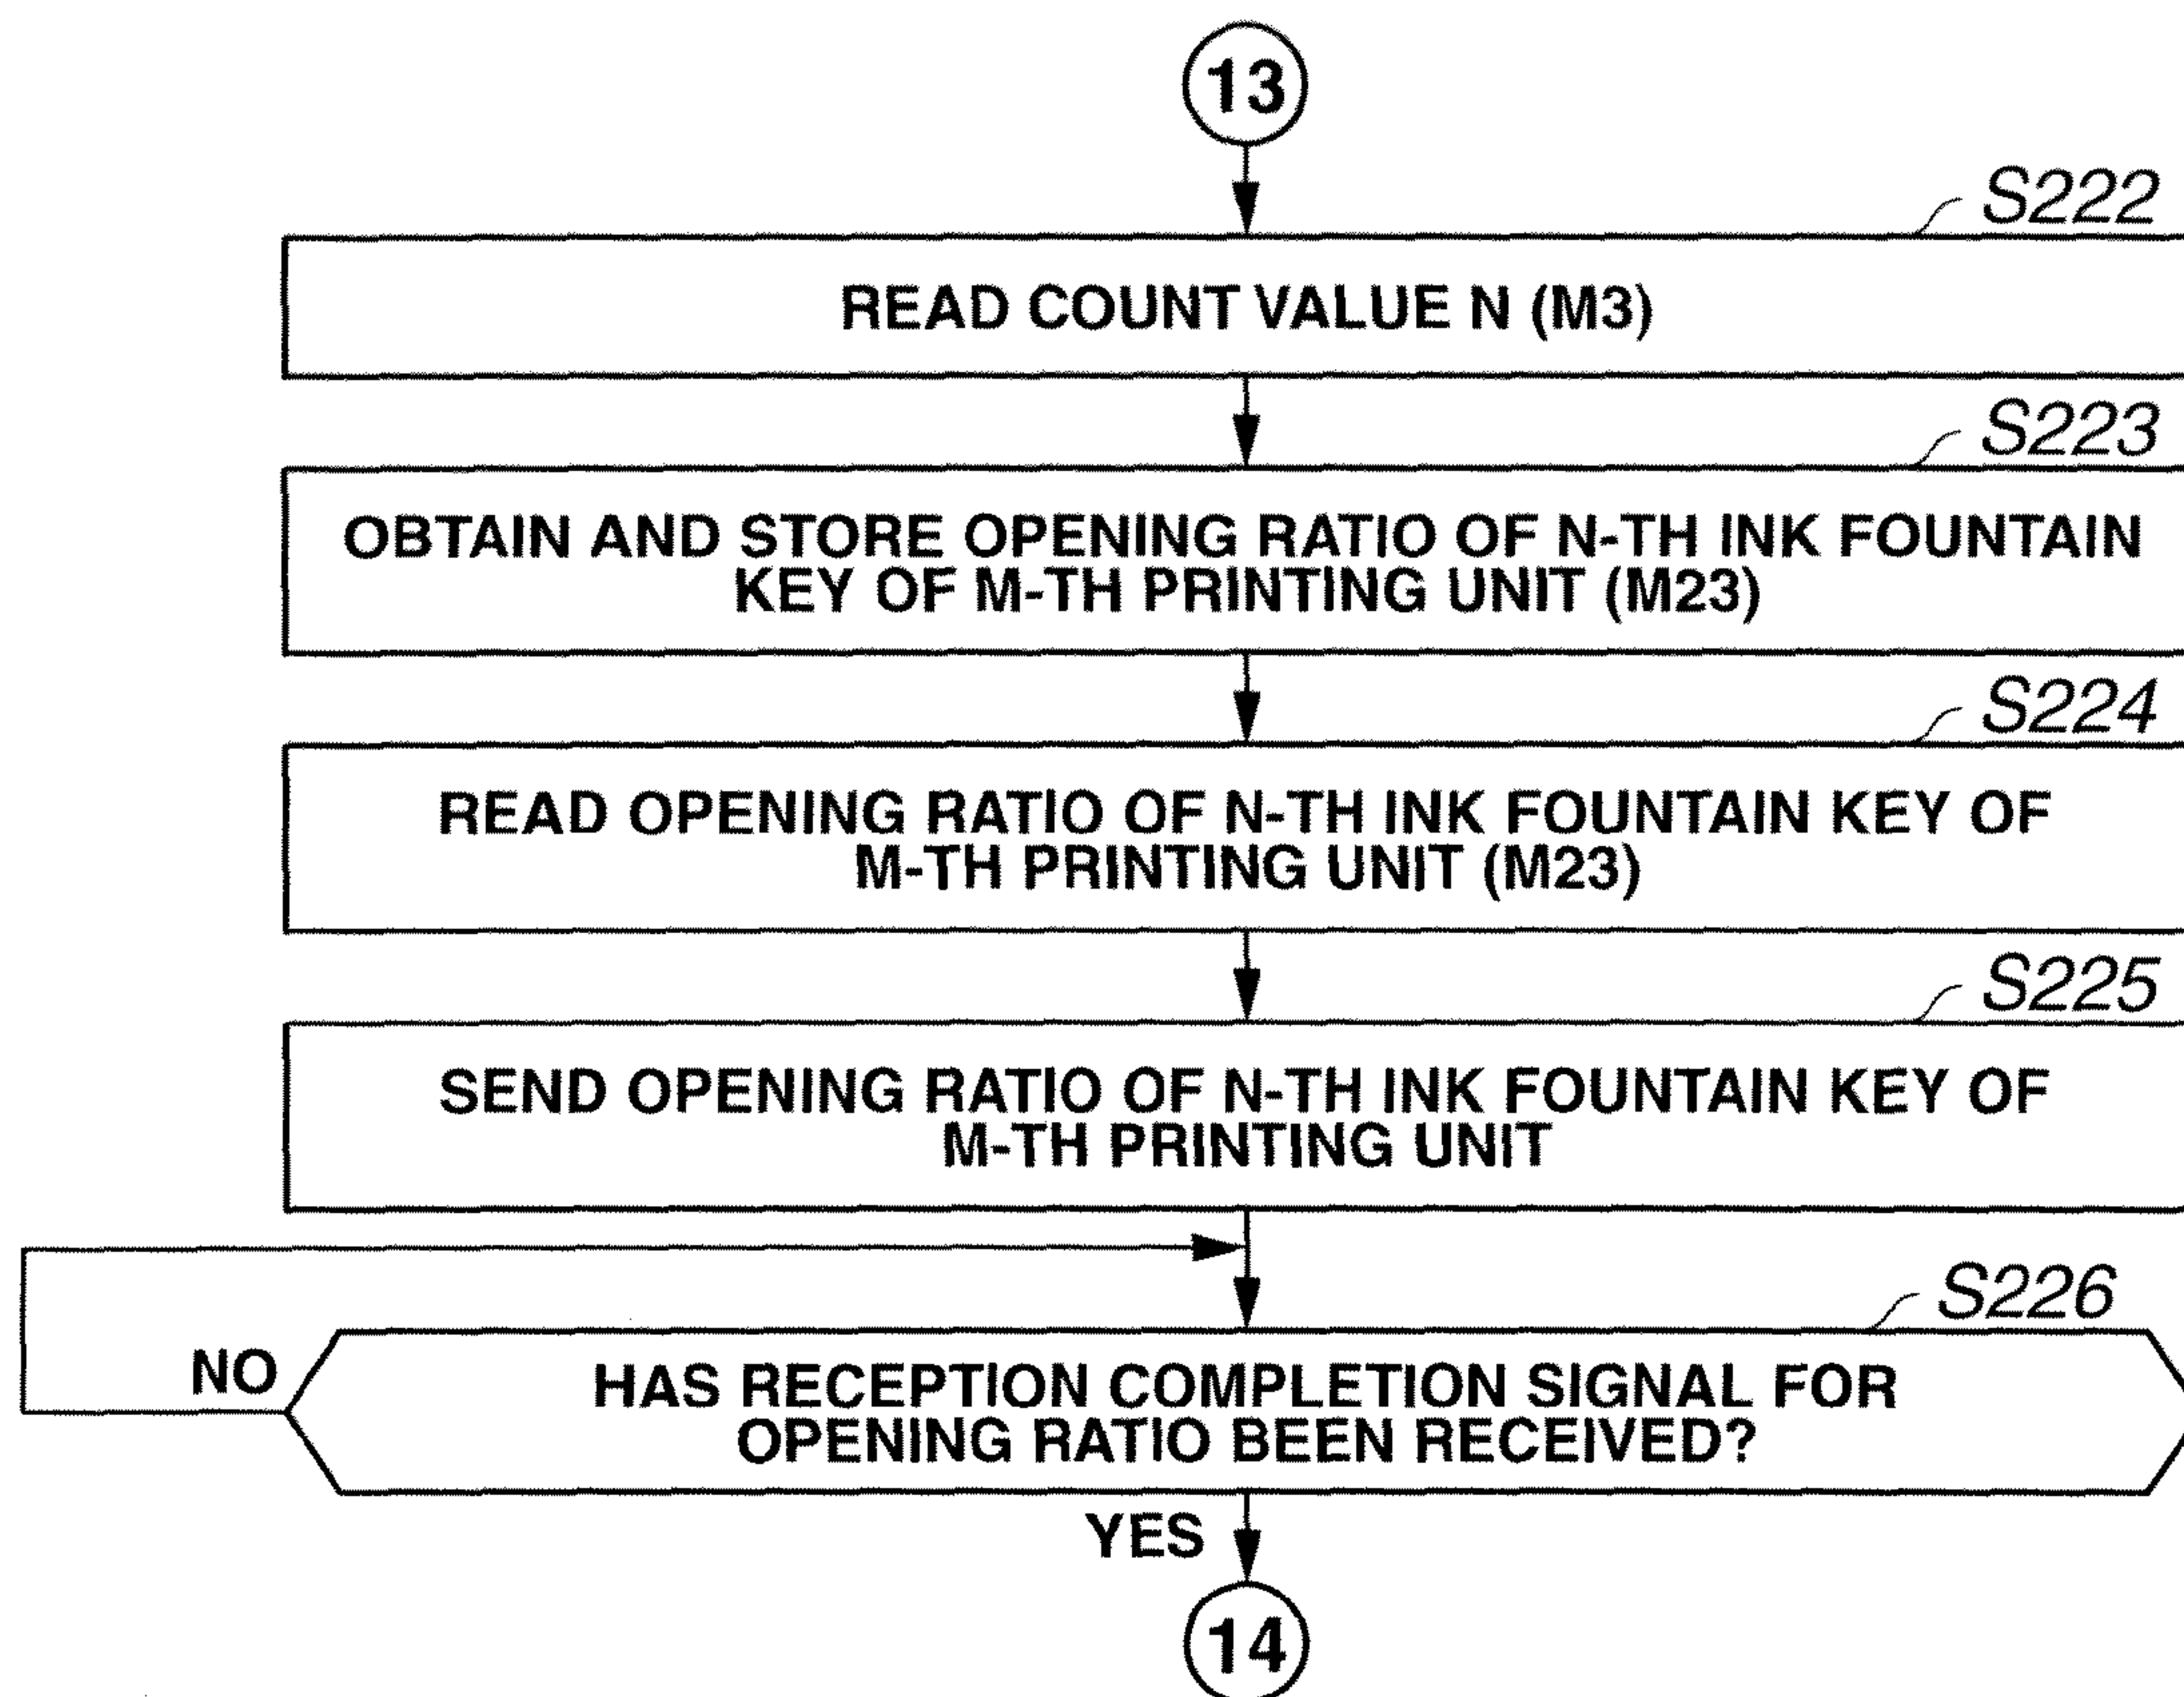 13
S222
READ COUNT VALUE N (M3)
S223
OBTAIN AND STORE OPENING RATIO OF N-TH INK FOUNTAIN
KEY OF M-TH PRINTING UNIT (M23)
S224
READ OPENING RATIO OF N-TH INK FOUNTAIN KEY OF
M-TH PRINTING UNIT (M23)
S225
SEND OPENING RATIO OF N-TH INK FOUNTAIN KEY OF
M-TH PRINTING UNIT
S226
NO
HAS RECEPTION COMPLETION SIGNAL FOR
OPENING RATIO BEEN RECEIVED?
YES
14